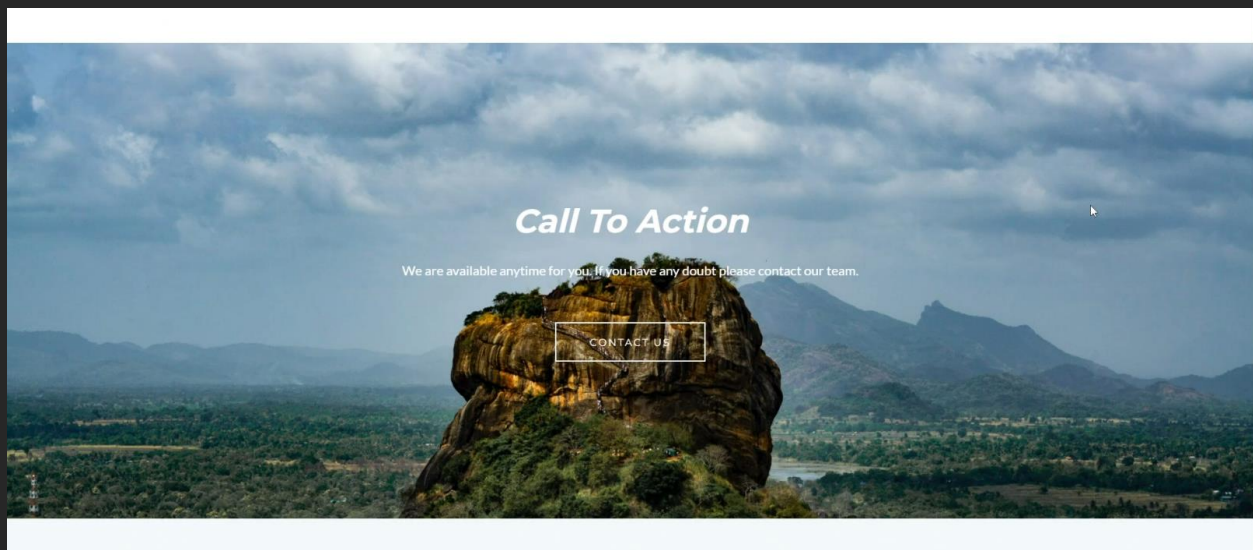 Call To Action
We are available anytime for you. If you have any doubt please contact our team.
CONTACT US